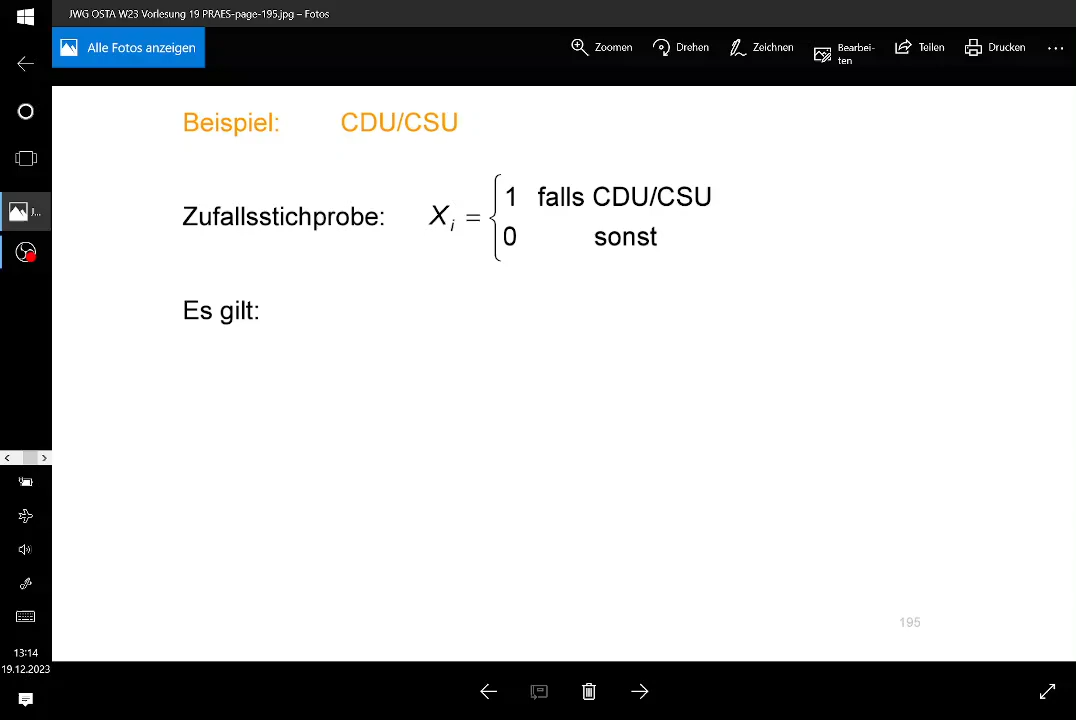 JWG OSTA W23 Vorlesung 19 PRAES-page-195.jpg – Fotos
Alle Fotos anzeigen
Zoomen
Drehen
Zeichnen
Bearbei-
ten
Teilen
Drucken
Beispiel: CDU/CSU
Zufallsstichprobe: X_i = { 1 falls CDU/CSU
0 sonst
J...
Es gilt:
195
13:14
19.12.2023